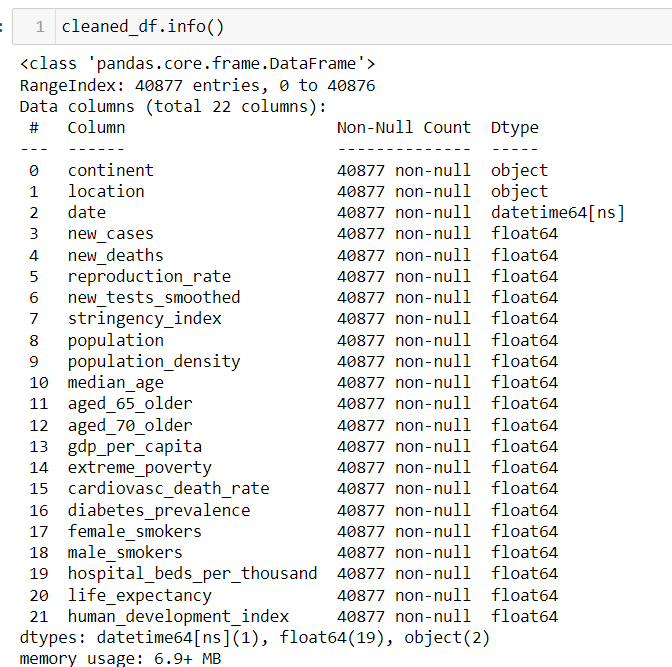 1 cleaned_df.info()
<class 'pandas.core.frame.DataFrame'>
RangeIndex: 40877 entries, 0 to 40876
Data columns (total 22 columns):
 #   Column                     Non-Null Count  Dtype
---  ------                     --------------  -----
 0   continent                  40877 non-null  object
 1   location                   40877 non-null  object
 2   date                       40877 non-null  datetime64[ns]
 3   new_cases                  40877 non-null  float64
 4   new_deaths                 40877 non-null  float64
 5   reproduction_rate          40877 non-null  float64
 6   new_tests_smoothed         40877 non-null  float64
 7   stringency_index           40877 non-null  float64
 8   population                 40877 non-null  float64
 9   population_density         40877 non-null  float64
 10  median_age                 40877 non-null  float64
 11  aged_65_older              40877 non-null  float64
 12  aged_70_older              40877 non-null  float64
 13  gdp_per_capita             40877 non-null  float64
 14  extreme_poverty            40877 non-null  float64
 15  cardiovasc_death_rate      40877 non-null  float64
 16  diabetes_prevalence        40877 non-null  float64
 17  female_smokers             40877 non-null  float64
 18  male_smokers               40877 non-null  float64
 19  hospital_beds_per_thousand 40877 non-null  float64
 20  life_expectancy            40877 non-null  float64
 21  human_development_index    40877 non-null  float64
dtypes: datetime64[ns](1), float64(19), object(2)
memory usage: 6.9+ MB